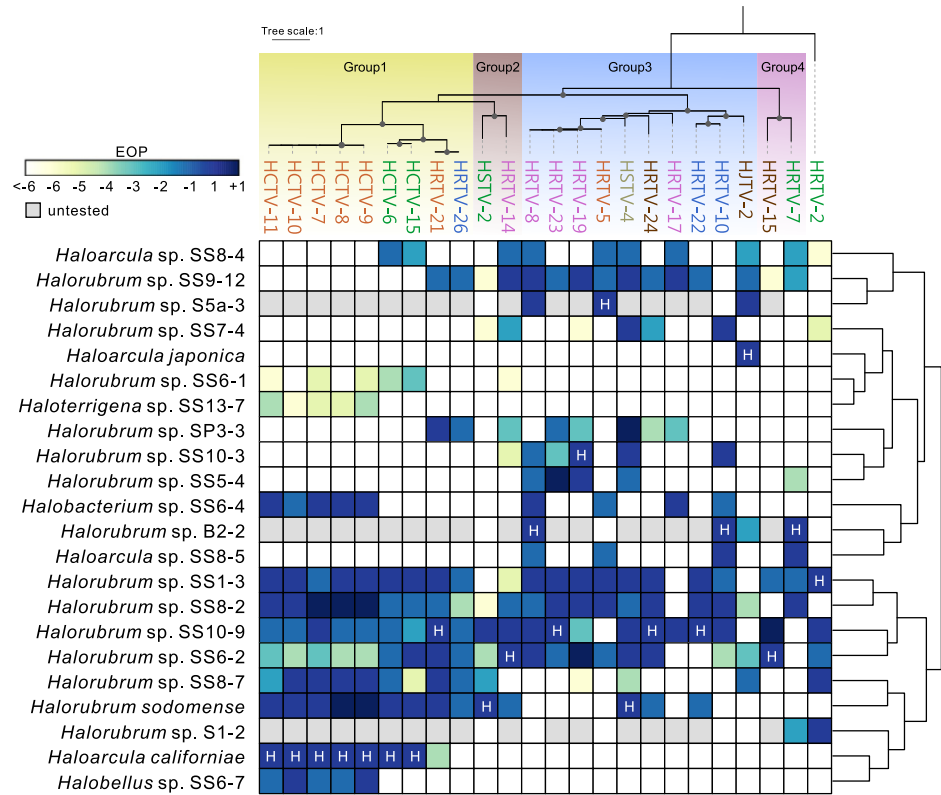 Tree scale:1
Group1 Group2 Group3 Group4
EOP
<-6 -6 -4 -2 -1 +1
untested
HCTV-11 HCTV-10 HCTV-7 HCTV-8 HCTV-9 HCTV-6 HCTV-15 HRTV-21 HRTV-26 HSTV-2 HRTV-14 HRTV-8 HRTV-23 HRTV-19 HRTV-5 HSTV-4 HRTV-24 HRTV-17 HRTV-22 HRTV-10 HJTV-2 HRTV-15 HRTV-7 HRTV-2
Haloarcula sp. SS8-4
Halorubrum sp. SS9-12
Halorubrum sp. S5a-3 H
Halorubrum sp. SS7-4
Haloarcula japonica H
Halorubrum sp. SS6-1
Haloterrigena sp. SS13-7
Halorubrum sp. SP3-3
Halorubrum sp. SS10-3 H
Halorubrum sp. SS5-4
Halobacterium sp. SS6-4
Halorubrum sp. B2-2 H H H
Haloarcula sp. SS8-5
Halorubrum sp. SS1-3 H
Halorubrum sp. SS8-2
Halorubrum sp. SS10-9 H H H H
Halorubrum sp. SS6-2 H H
Halorubrum sp. SS8-7
Halorubrum sodomense H H
Halorubrum sp. S1-2
Haloarcula californiae H H H H H H H
Halobellus sp. SS6-7